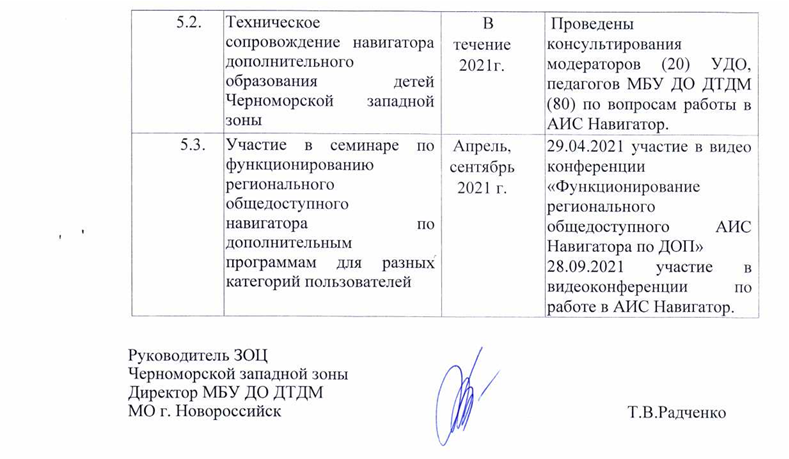 5.2.
Техническое
сопровождение навигатора
дополнительного
образования детей
Черноморской западной
зоны
В
течение
2021г.
Проведены
консультирования
модераторов (20) УДО,
педагогов МБУ ДО ДТДМ
(80) по вопросам работы в
АИС Навигатор.
5.3.
Участие в семинаре по
функционированию
регионального
общедоступного
навигатора по
дополнительным
программам для разных
категорий пользователей
Апрель,
сентябрь
2021 г.
29.04.2021 участие в видео
конференции
«Функционирование
регионального
общедоступного АИС
Навигатора по ДОП»
28.09.2021 участие в
видеоконференции по
работе в АИС Навигатор.
Руководитель ЗОЦ
Черноморской западной зоны
Директор МБУ ДО ДТДМ
МО г. Новороссийск Т.В.Радченко